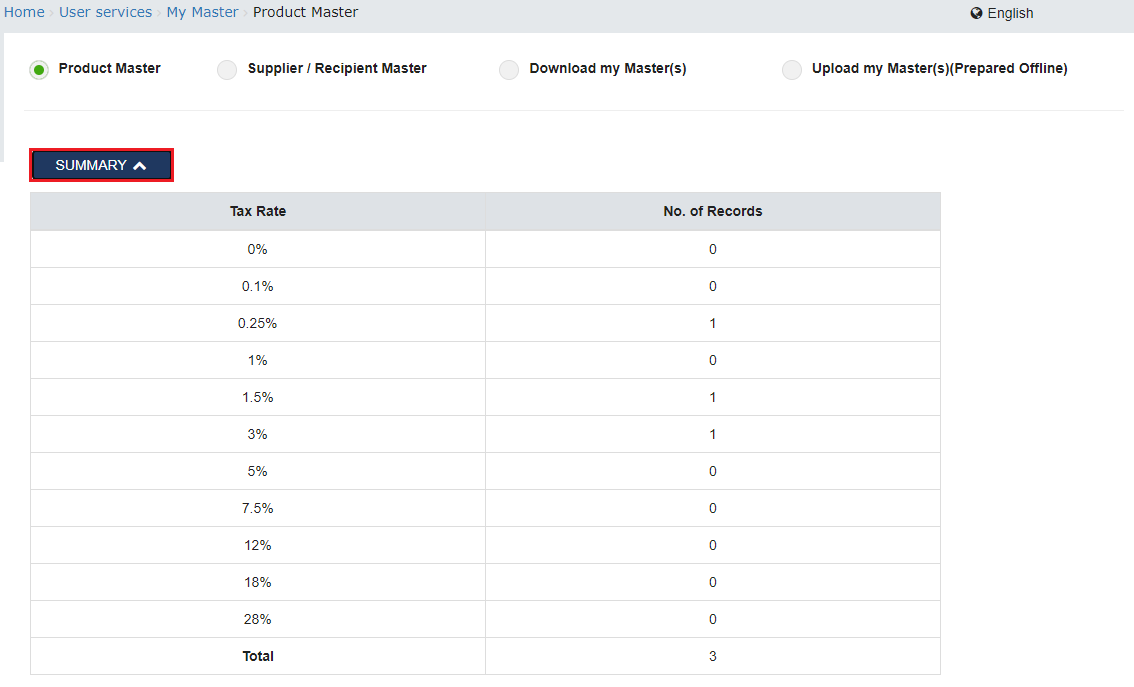 Home › User services › My Master › Product Master English
Product Master Supplier / Recipient Master Download my Master(s) Upload my Master(s)(Prepared Offline)
SUMMARY
Tax Rate No. of Records
0% 0
0.1% 0
0.25% 1
1% 0
1.5% 1
3% 1
5% 0
7.5% 0
12% 0
18% 0
28% 0
Total 3